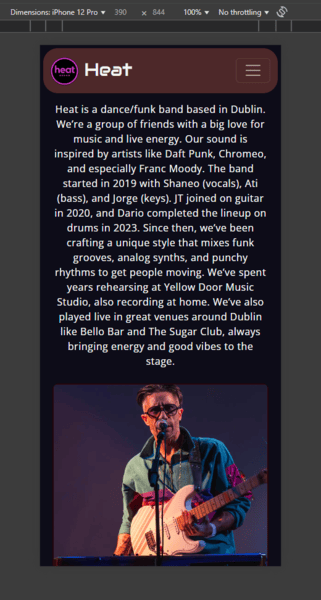 Dimensions: iPhone 12 Pro ▼ 390 × 844 100% ▼ No throttling ▼
heat
Heat
Heat is a dance/funk band based in Dublin.
We're a group of friends with a big love for
music and live energy. Our sound is
inspired by artists like Daft Punk, Chromeo,
and especially Franc Moody. The band
started in 2019 with Shaneo (vocals), Ati
(bass), and Jorge (keys). JT joined on guitar
in 2020, and Dario completed the lineup on
drums in 2023. Since then, we've been
crafting a unique style that mixes funk
grooves, analog synths, and punchy
rhythms to get people moving. We've spent
years rehearsing at Yellow Door Music
Studio, also recording at home. We've also
played live in great venues around Dublin
like Bello Bar and The Sugar Club, always
bringing energy and good vibes to the
stage.